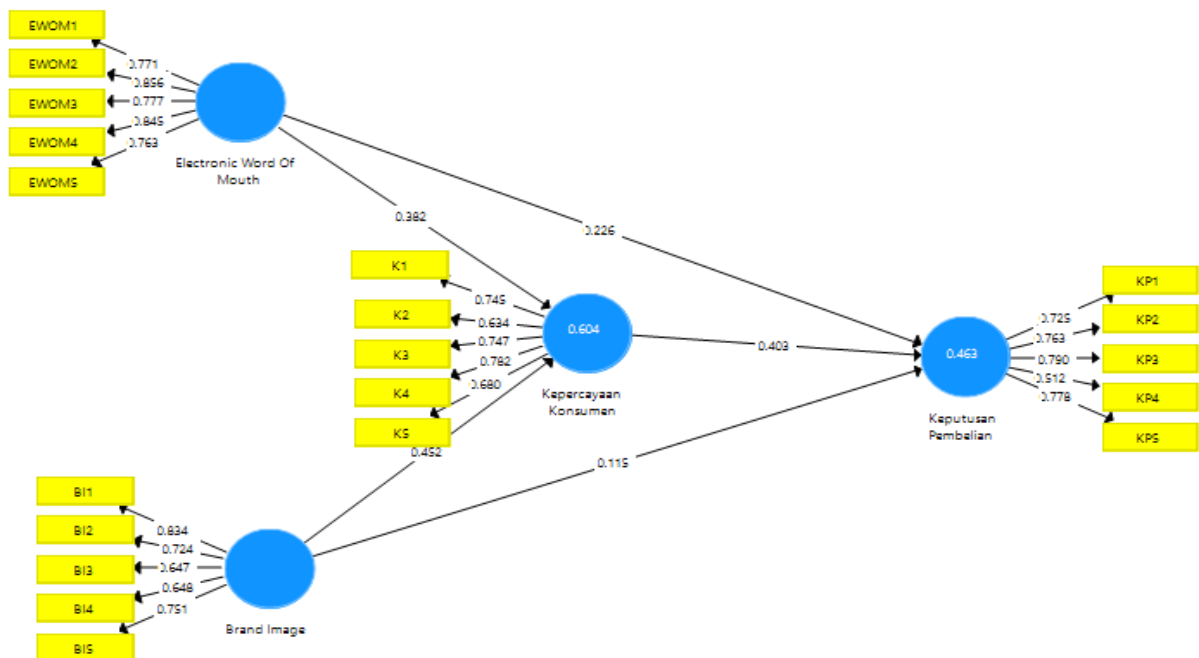 EWOM1
EWOM2
EWOM3
EWOM4
EWOM5
0.771
0.856
0.777
0.845
0.763
Electronic Word Of
Mouth
0.382
0.226
K1
K2
K3
K4
K5
0.745
0.634
0.747
0.782
0.680
0.604
Kepercayaan
Konsumen
0.403
0.463
Keputusan
Pembelian
KP1
KP2
KP3
KP4
KP5
0.725
0.763
0.790
0.512
0.778
0.452
0.115
BI1
BI2
BI3
BI4
BI5
0.834
0.724
0.647
0.648
0.751
Brand Image